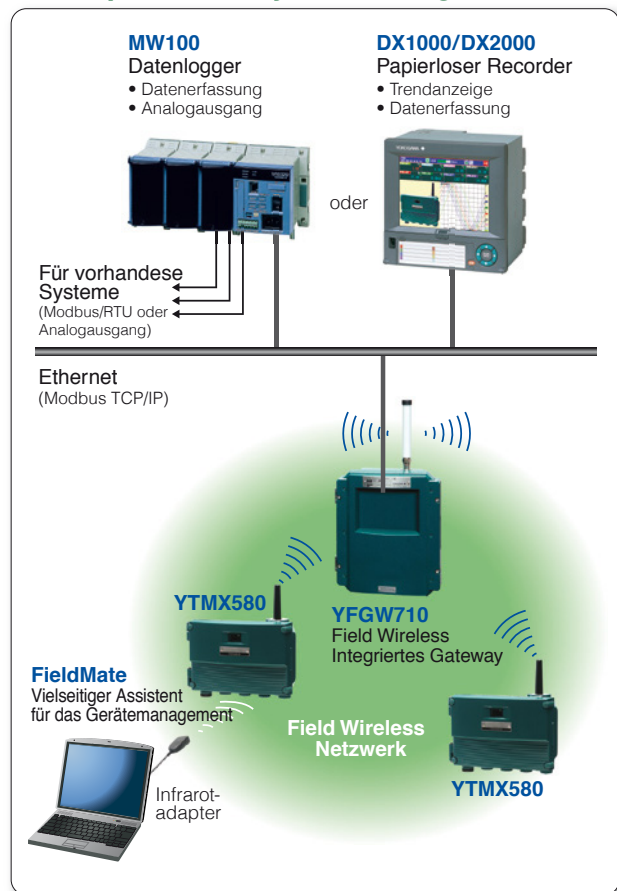 MW100
Datenlogger
• Datenerfassung
• Analogausgang
DX1000/DX2000
Papierloser Recorder
• Trendanzeige
• Datenerfassung
YOKOGAWA
oder
Für vorhandese
Systeme
(Modbus/RTU oder
Analogausgang)
Ethernet
(Modbus TCP/IP)
YTMX580
YFGW710
Field Wireless
Integriertes Gateway
FieldMate
Vielseitiger Assistent
für das Gerätemanagement
Field Wireless
Netzwerk
YTMX580
Infrarot-
adapter